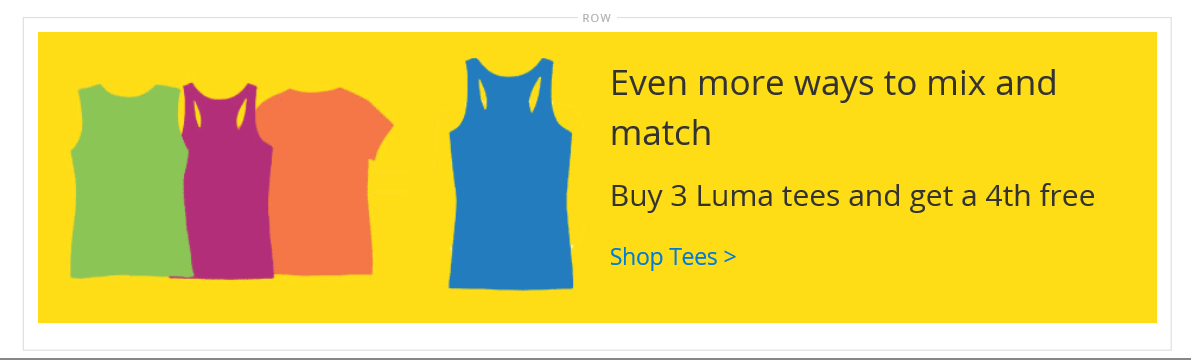 ROW
Even more ways to mix and
match
Buy 3 Luma tees and get a 4th free
Shop Tees >